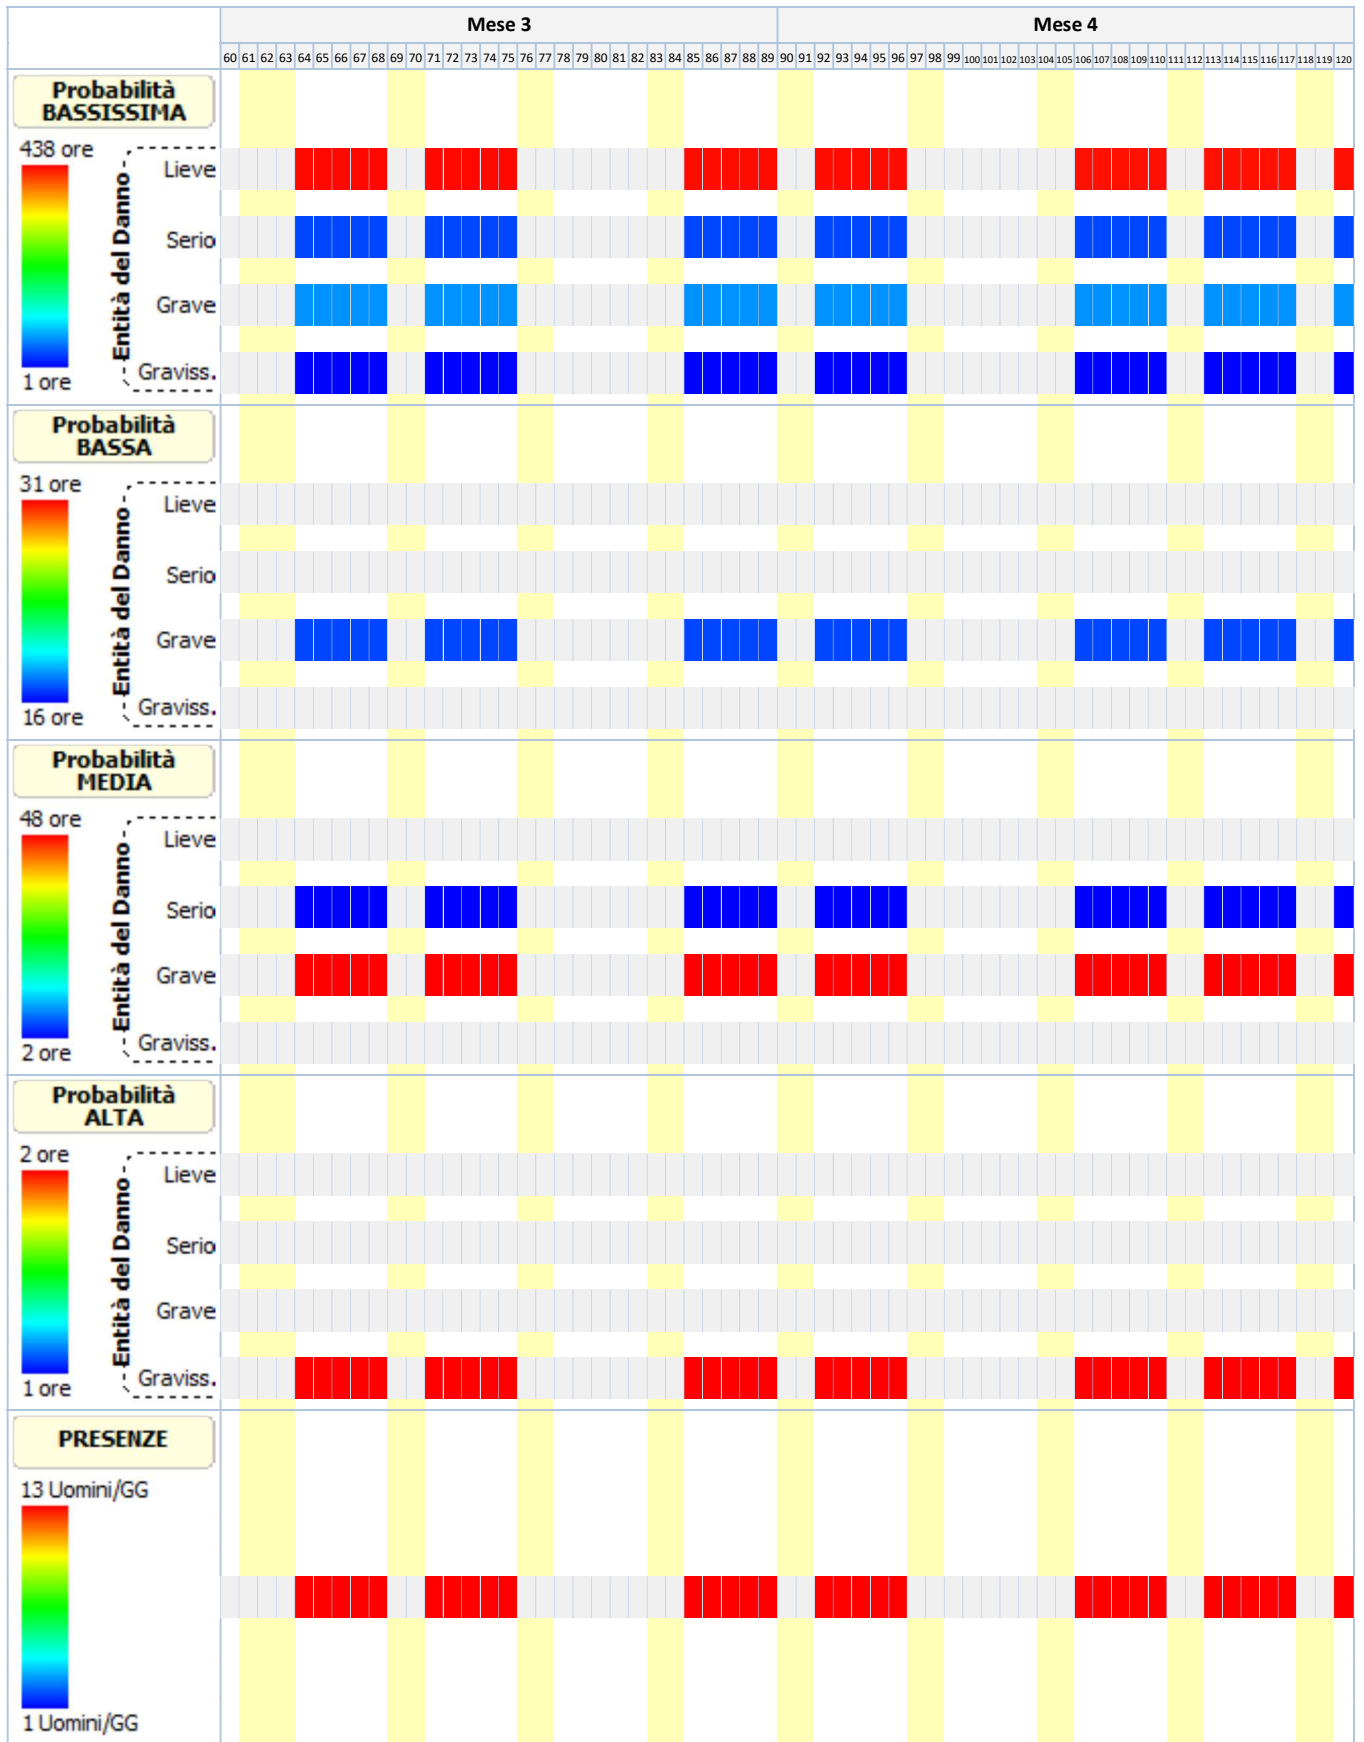 Mese 3 Mese 4
60 61 62 63 64 65 66 67 68 69 70 71 72 73 74 75 76 77 78 79 80 81 82 83 84 85 86 87 88 89 90 91 92 93 94 95 96 97 98 99 100 101 102 103 104 105 106 107 108 109 110 111 112 113 114 115 116 117 118 119 120
Probabilità
BASSISSIMA
438 ore
Entità del Danno
Lieve
Serio
Grave
Graviss.
1 ore
Probabilità
BASSA
31 ore
Entità del Danno
Lieve
Serio
Grave
Graviss.
16 ore
Probabilità
MEDIA
48 ore
Entità del Danno
Lieve
Serio
Grave
Graviss.
2 ore
Probabilità
ALTA
2 ore
Entità del Danno
Lieve
Serio
Grave
Graviss.
1 ore
PRESENZE
13 Uomini/GG
1 Uomini/GG